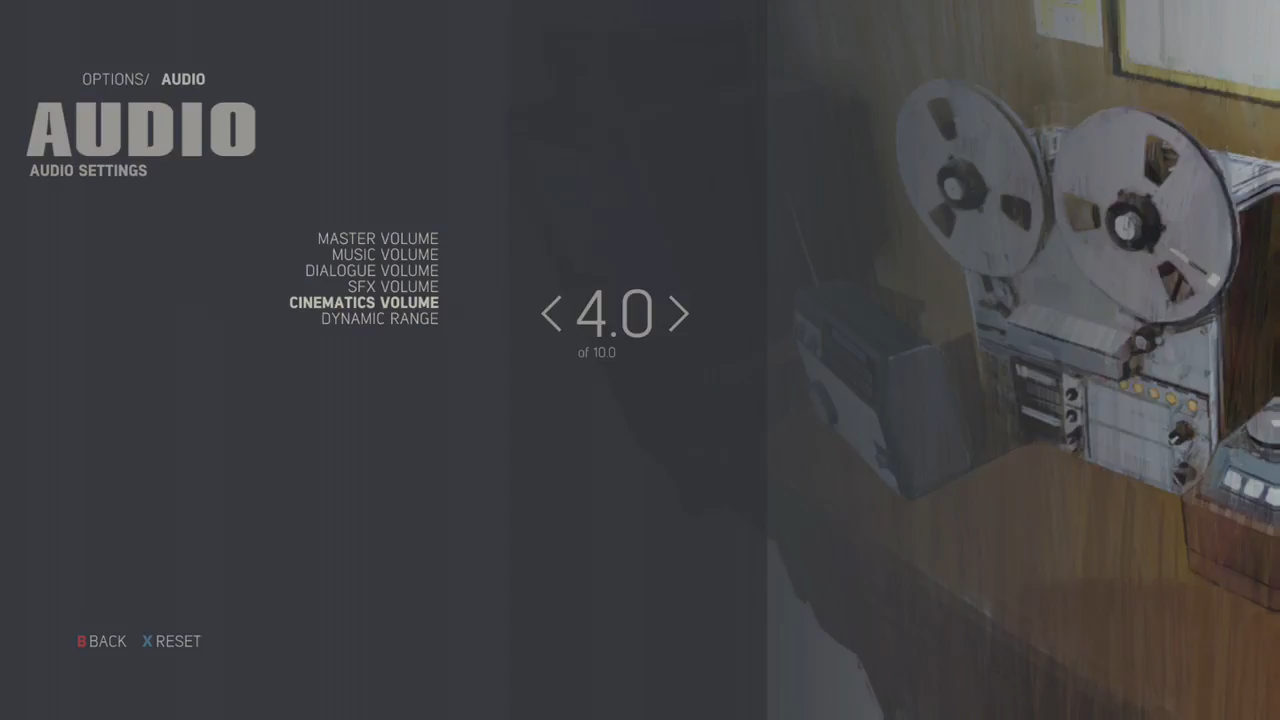 OPTIONS/ AUDIO
AUDIO
AUDIO SETTINGS
MASTER VOLUME
MUSIC VOLUME
DIALOGUE VOLUME
SFX VOLUME
CINEMATICS VOLUME
DYNAMIC RANGE
< 4.0 >
of 10.0
B BACK X RESET